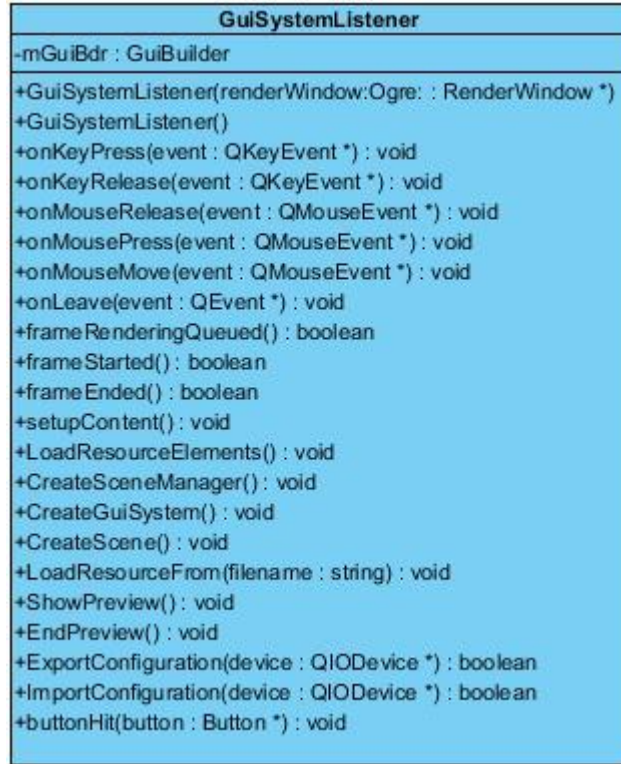 GuiSystemListener
-mGuiBdr : GuiBuilder
+GuiSystemListener(renderWindow:Ogre: : RenderWindow *)
+GuiSystemListener()
+onKeyPress(event : QKeyEvent *) : void
+onKeyRelease(event : QKeyEvent *) : void
+onMouseRelease(event : QMouseEvent *) : void
+onMousePress(event : QMouseEvent *) : void
+onMouseMove(event : QMouseEvent *) : void
+onLeave(event : QEvent *) : void
+frameRenderingQueued() : boolean
+frameStarted() : boolean
+frameEnded() : boolean
+setupContent() : void
+LoadResourceElements() : void
+CreateSceneManager() : void
+CreateGuiSystem() : void
+CreateScene() : void
+LoadResourceFrom(filename : string) : void
+ShowPreview() : void
+EndPreview() : void
+ExportConfiguration(device : QIODevice *) : boolean
+ImportConfiguration(device : QIODevice *) : boolean
+buttonHit(button : Button *) : void